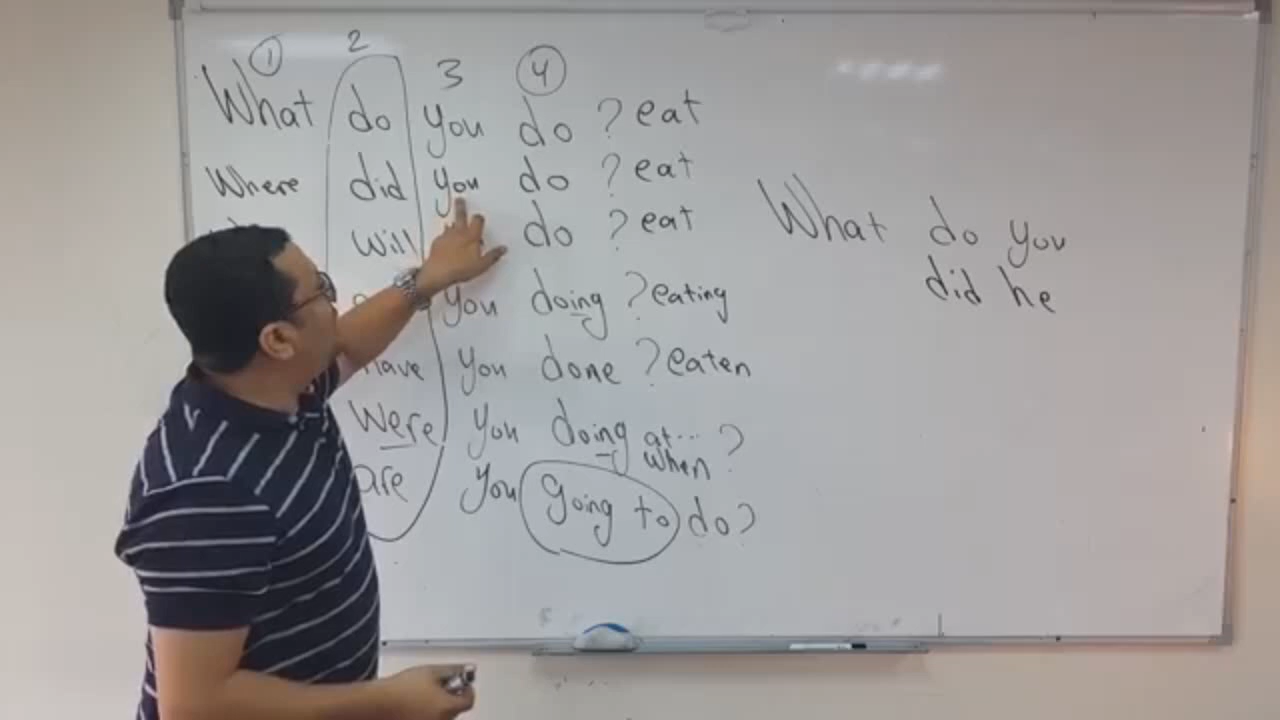 1 2 3 4
What do you do ? eat
Where did you do ? eat
will do ? eat
you doing ? eating
have you done ? eaten
were you doing at... when ?
are you going to do?
What do you
did he